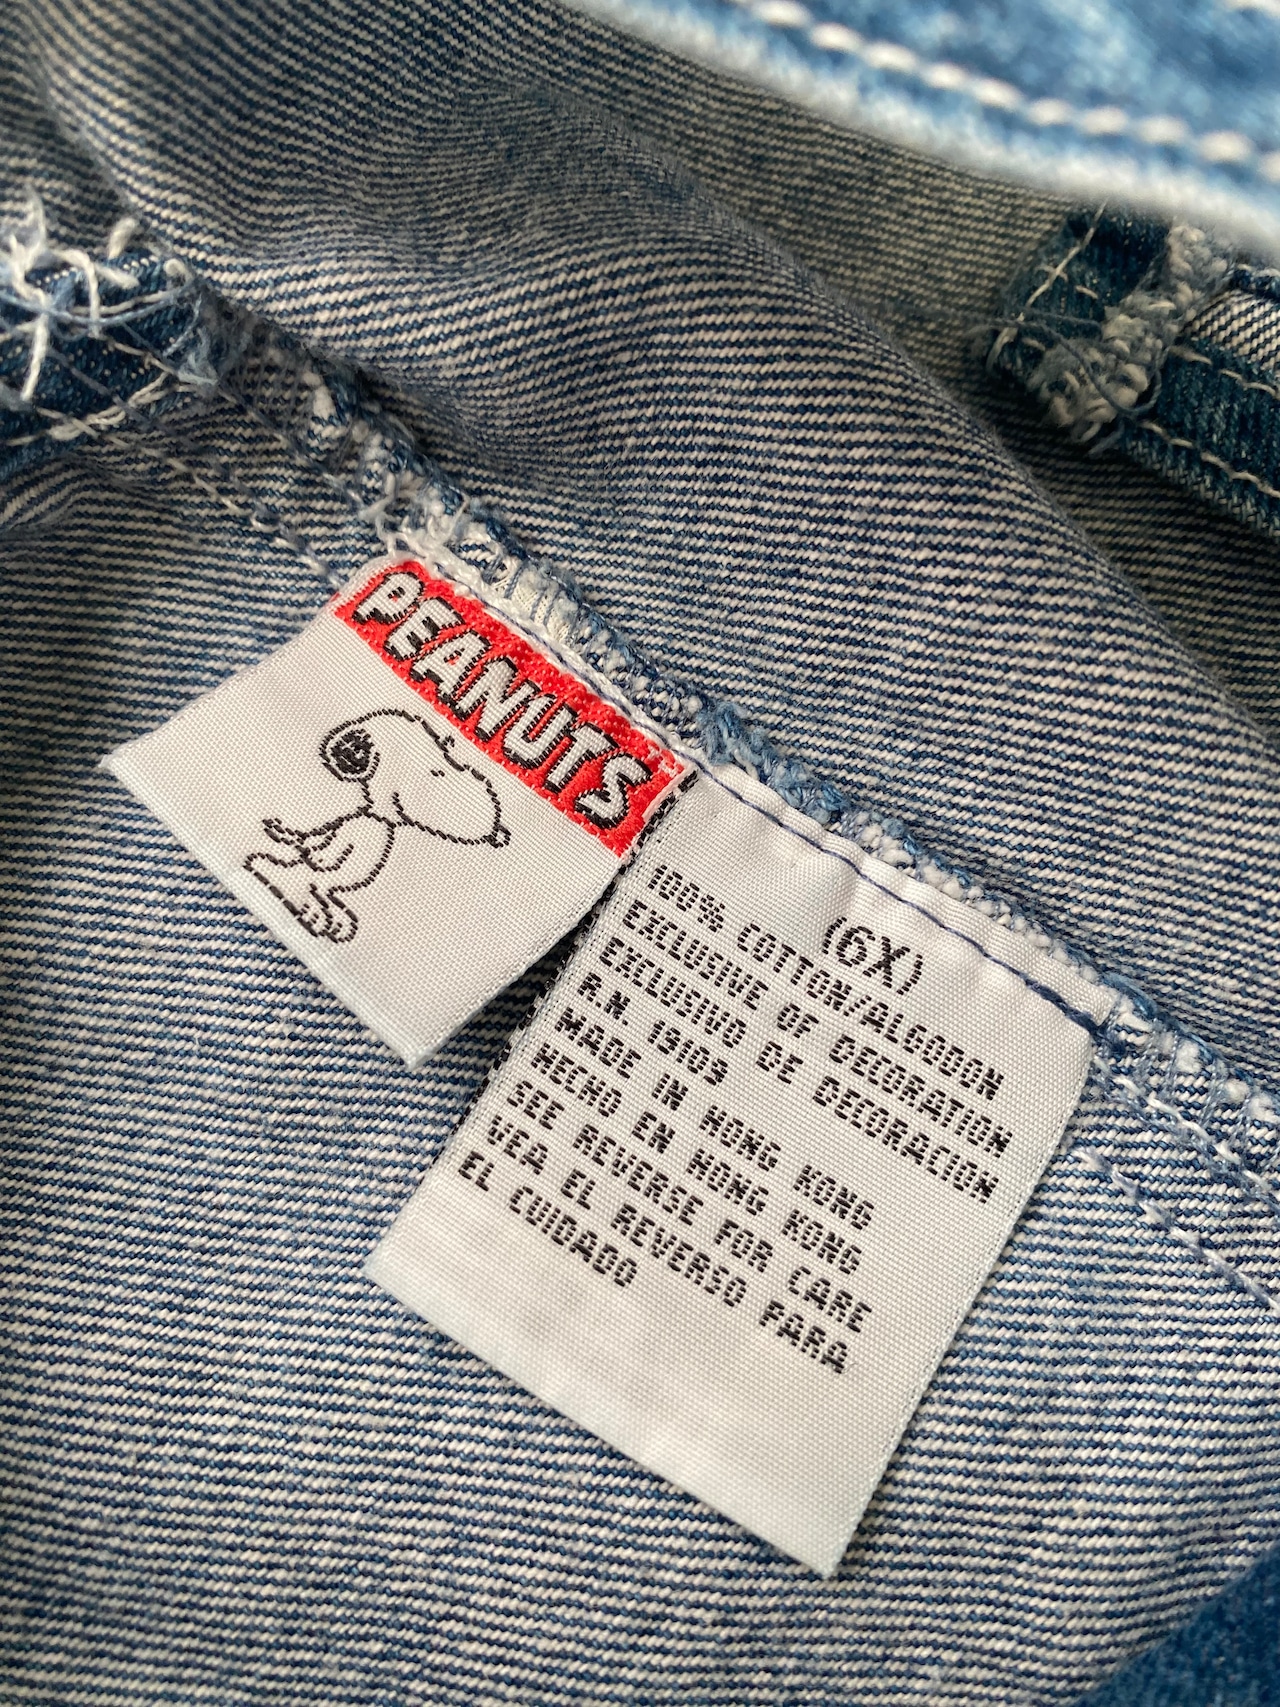 PEANUTS
(6X)
100% COTTON/ALGODON
EXCLUSIVE OF DECORATION
EXCLUSIVO DE DECORACION
R.N. 19109
MADE IN HONG KONG
HECHO EN HONG KONG
SEE REVERSE FOR CARE
VEA EL REVERSO PARA
EL CUIDADO